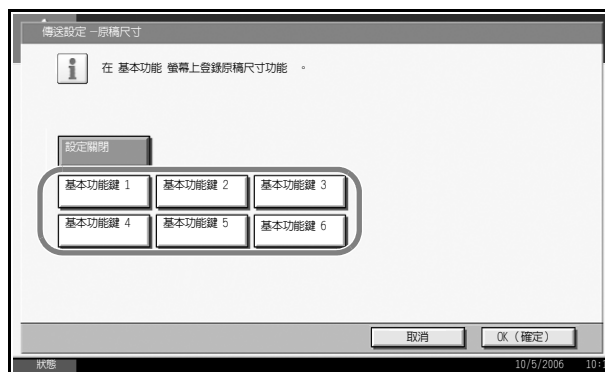 傳送設定 －原稿尺寸
在 基本功能 螢幕上登錄原稿尺寸功能 。
設定關閉
基本功能鍵 1 基本功能鍵 2 基本功能鍵 3
基本功能鍵 4 基本功能鍵 5 基本功能鍵 6
取消 OK（確定）
狀態 10/5/2006 10:1